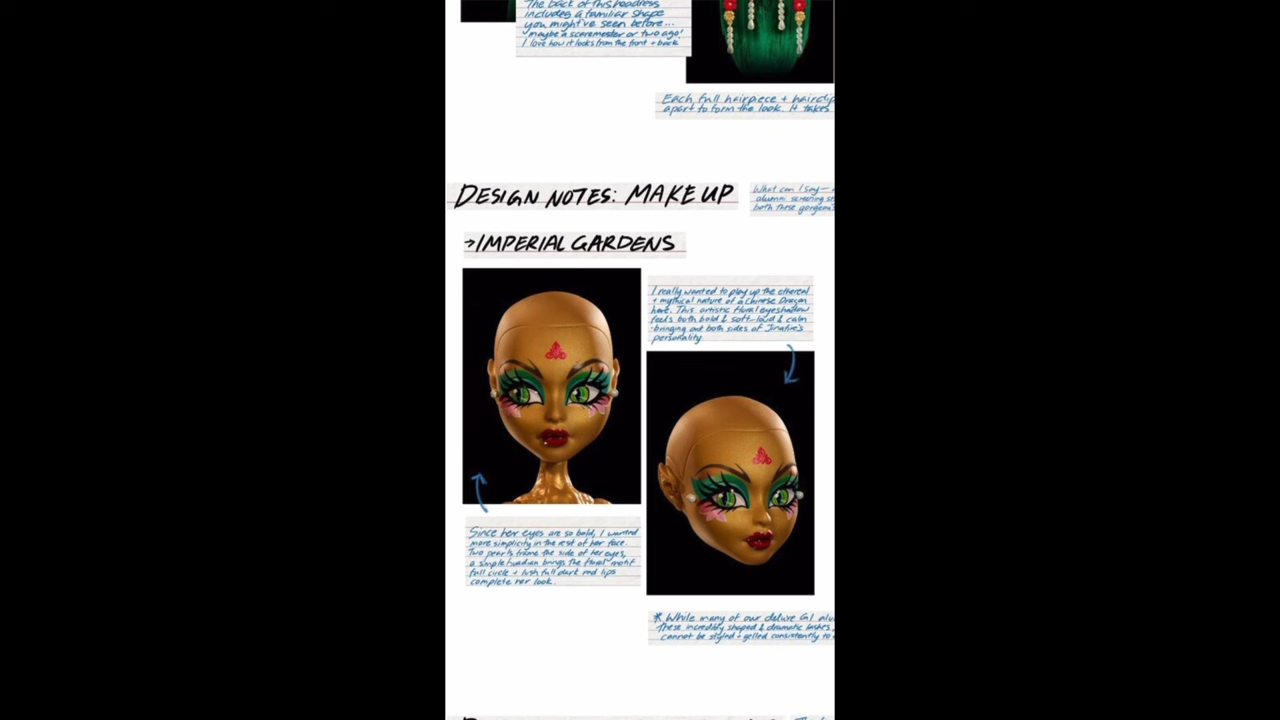 The back of this headress
includes a familiar shape
you might've seen before...
maybe a scaremester or two ago!
I love how it looks from the front + back
Each full hairpiece + hairclip
apart to form the look. It takes
DESIGN NOTES: MAKE UP
What can I say—
alumni screening
both these gorgeous
→IMPERIAL GARDENS
I really wanted to play up the ethereal
+ mythical nature of a Chinese Dragon
here. This artistic floral eyeshadow
feels both bold & soft-loud & calm
-bringing out both sides of Jinafire's
personality.
Since her eyes are so bold, I wanted
more simplicity in the rest of her face.
Two pearls frame the side of her eyes,
a simple huadian brings the floral motif
full circle + lush full dark red lips
complete her look.
* While many of our deluxe G1
these incredibly shaped & dramatic lashes
cannot be styled + gelled consistently to